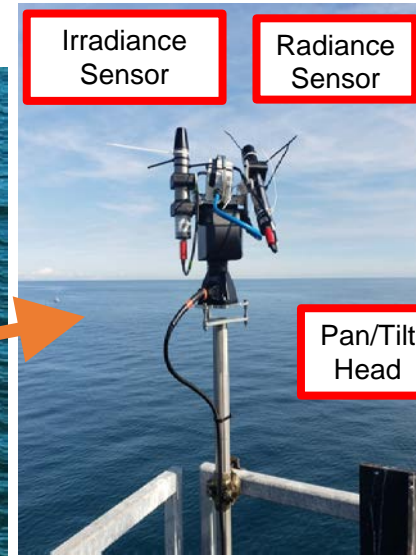 Irradiance
Sensor
Radiance
Sensor
Pan/Tilt
Head